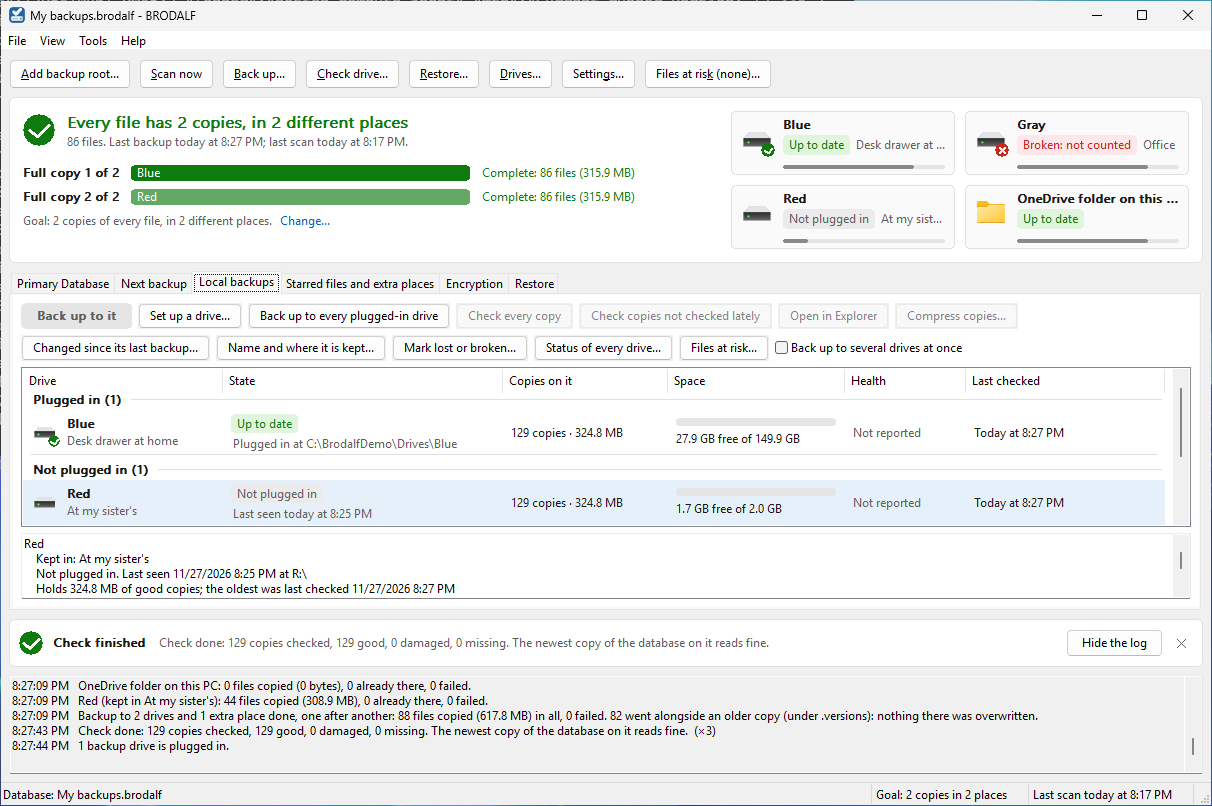 My backups.brodalf - BRODALF
File View Tools Help
Add backup root... Scan now Back up... Check drive... Restore... Drives... Settings... Files at risk (none)...
Every file has 2 copies, in 2 different places
86 files. Last backup today at 8:27 PM; last scan today at 8:17 PM.
Full copy 1 of 2 Blue Complete: 86 files (315.9 MB)
Full copy 2 of 2 Red Complete: 86 files (315.9 MB)
Goal: 2 copies of every file, in 2 different places. Change...
Blue
Up to date Desk drawer at ...
Gray
Broken: not counted Office
Red
Not plugged in At my sist...
OneDrive folder on this ...
Up to date
Primary Database Next backup Local backups Starred files and extra places Encryption Restore
Back up to it Set up a drive... Back up to every plugged-in drive Check every copy Check copies not checked lately Open in Explorer Compress copies...
Changed since its last backup... Name and where it is kept... Mark lost or broken... Status of every drive... Files at risk... Back up to several drives at once
Drive State Copies on it Space Health Last checked
Plugged in (1)
Blue
Desk drawer at home
Up to date
Plugged in at C:\BrodalfDemo\Drives\Blue
129 copies · 324.8 MB
27.9 GB free of 149.9 GB
Not reported
Today at 8:27 PM
Not plugged in (1)
Red
At my sister's
Not plugged in
Last seen today at 8:25 PM
129 copies · 324.8 MB
1.7 GB free of 2.0 GB
Not reported
Today at 8:27 PM
Red
Kept in: At my sister's
Not plugged in. Last seen 11/27/2026 8:25 PM at R:\
Holds 324.8 MB of good copies; the oldest was last checked 11/27/2026 8:27 PM
Check finished Check done: 129 copies checked, 129 good, 0 damaged, 0 missing. The newest copy of the database on it reads fine. Hide the log
8:27:09 PM OneDrive folder on this PC: 0 files copied (0 bytes), 0 already there, 0 failed.
8:27:09 PM Red (kept in At my sister's): 44 files copied (308.9 MB), 0 already there, 0 failed.
8:27:09 PM Backup to 2 drives and 1 extra place done, one after another: 88 files copied (617.8 MB) in all, 0 failed. 82 went alongside an older copy (under .versions): nothing there was overwritten.
8:27:43 PM Check done: 129 copies checked, 129 good, 0 damaged, 0 missing. The newest copy of the database on it reads fine. (×3)
8:27:44 PM 1 backup drive is plugged in.
Database: My backups.brodalf Goal: 2 copies in 2 places Last scan today at 8:17 PM